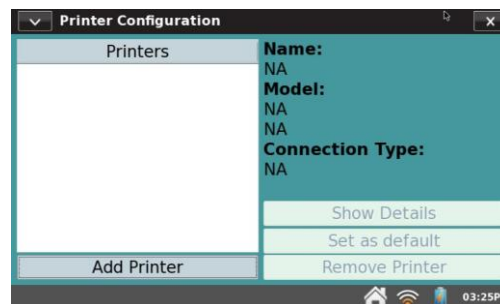 Printer Configuration
Printers
Name:
NA
Model:
NA
NA
Connection Type:
NA
Show Details
Set as default
Add Printer
Remove Printer
03:25P